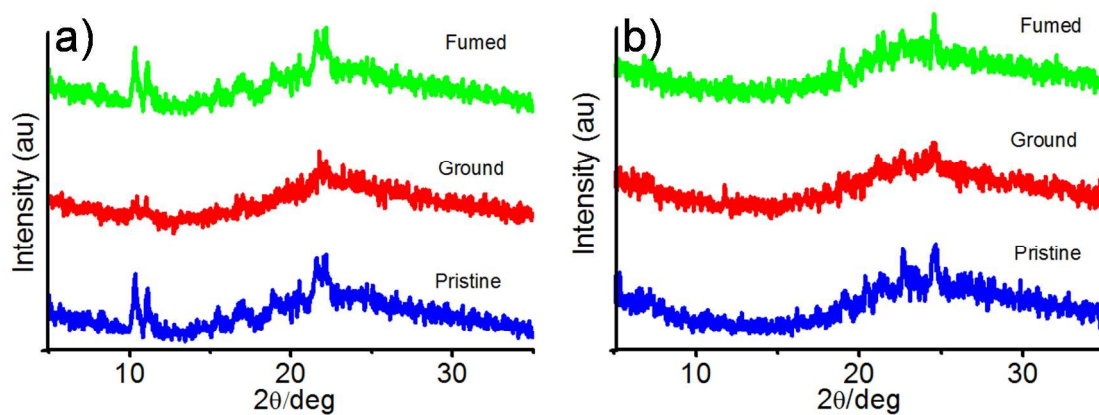 a)
Fumed
Ground
Pristine
Intensity (au)
10 20 30
2θ/deg
b)
Fumed
Ground
Pristine
Intensity (au)
10 20 30
2θ/deg